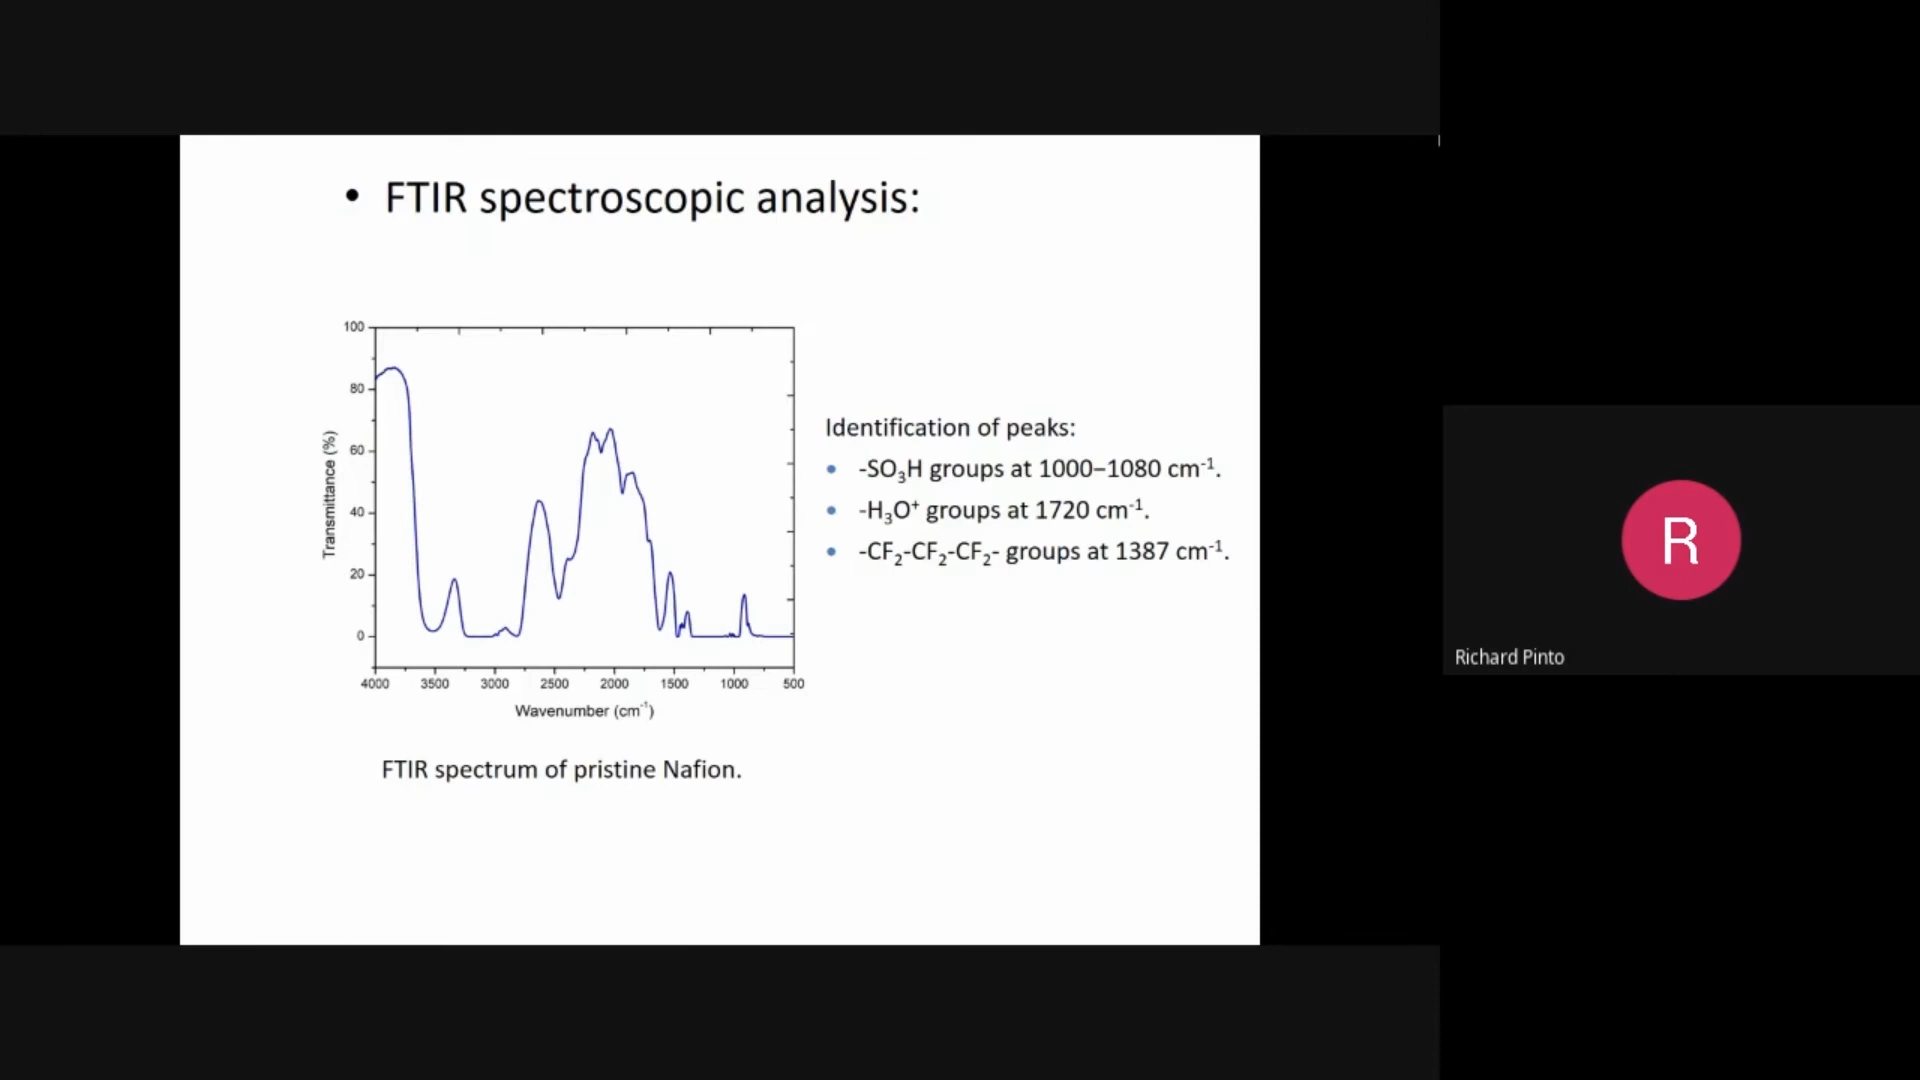 • FTIR spectroscopic analysis:
100
80
60
40
20
0
Transmittance (%)
4000 3500 3000 2500 2000 1500 1000 500
Wavenumber (cm⁻¹)
FTIR spectrum of pristine Nafion.
Identification of peaks:
• -SO₃H groups at 1000–1080 cm⁻¹.
• -H₃O⁺ groups at 1720 cm⁻¹.
• -CF₂-CF₂-CF₂- groups at 1387 cm⁻¹.
R
Richard Pinto